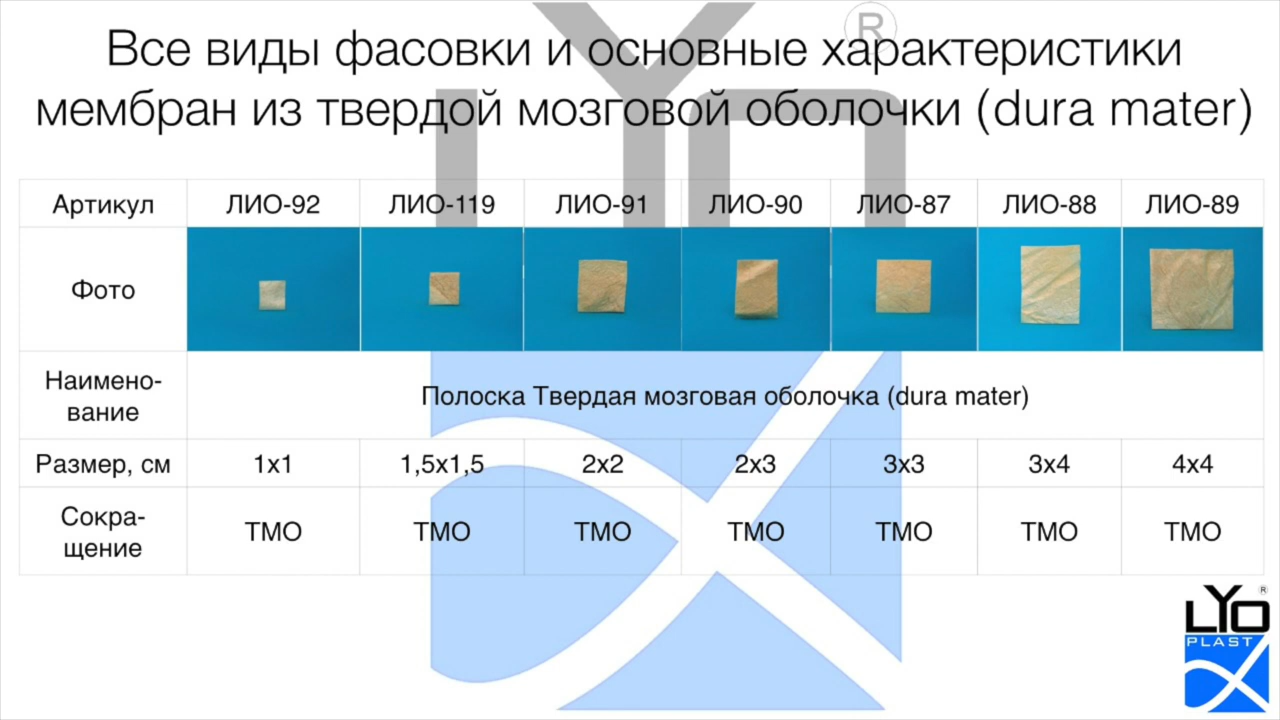 Все виды фасовки и основные характеристики
мембран из твердой мозговой оболочки (dura mater)
Артикул ЛИО-92 ЛИО-119 ЛИО-91 ЛИО-90 ЛИО-87 ЛИО-88 ЛИО-89
Фото
Наимено-
вание
Полоска Твердая мозговая оболочка (dura mater)
Размер, см 1x1 1,5x1,5 2x2 2x3 3x3 3x4 4x4
Сокра-
щение
ТМО ТМО ТМО ТМО ТМО ТМО ТМО
LYO ®
LYO ®
PLAST